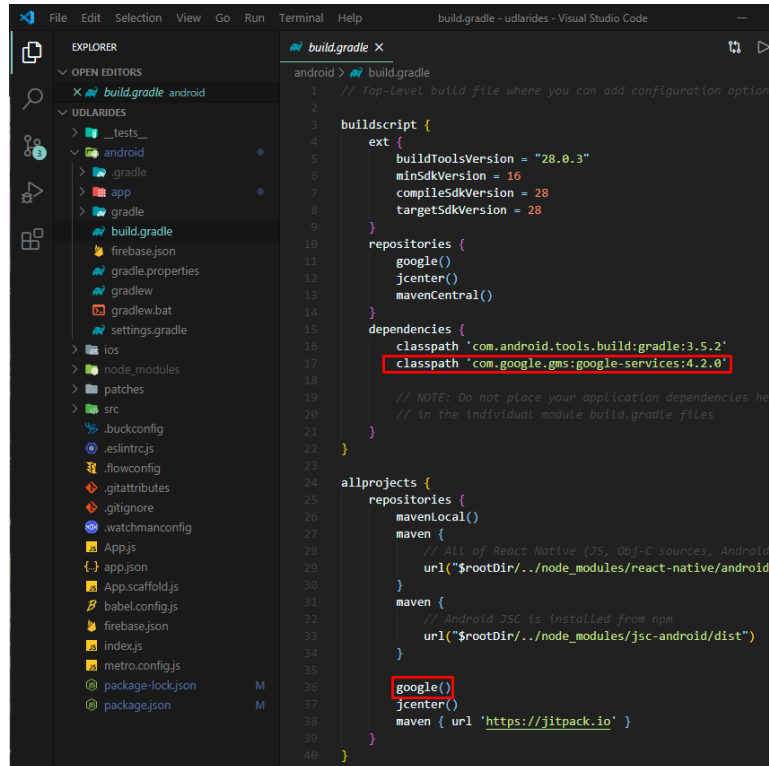 File Edit Selection View Go Run Terminal Help build.gradle - udlarides - Visual Studio Code
EXPLORER
OPEN EDITORS
build.gradle android
UDLARIDES
__tests__
android
.gradle
app
gradle
build.gradle
firebase.json
gradle.properties
gradlew
gradlew.bat
settings.gradle
ios
node_modules
patches
src
.buckconfig
.eslintrc.js
.flowconfig
.gitattributes
.gitignore
.watchmanconfig
App.js
app.json
App.scaffold.js
babel.config.js
firebase.json
index.js
metro.config.js
package-lock.json M
package.json M
3
build.gradle
android > build.gradle
1 // Top-level build file where you can add configuration option
2
3 buildscript {
4 ext {
5 buildToolsVersion = "28.0.3"
6 minSdkVersion = 16
7 compileSdkVersion = 28
8 targetSdkVersion = 28
9 }
10 repositories {
11 google()
12 jcenter()
13 mavenCentral()
14 }
15 dependencies {
16 classpath 'com.android.tools.build:gradle:3.5.2'
17 classpath 'com.google.gms:google-services:4.2.0'
18
19 // NOTE: Do not place your application dependencies he
20 // in the individual module build.gradle files
21 }
22 }
23
24 allprojects {
25 repositories {
26 mavenLocal()
27 maven {
28 // All of React Native (JS, Obj-C sources, Android
29 url("$rootDir/../node_modules/react-native/android
30 }
31 maven {
32 // Android JSC is installed from npm
33 url("$rootDir/../node_modules/jsc-android/dist")
34 }
35
36 google()
37 jcenter()
38 maven { url 'https://jitpack.io' }
39 }
40 }